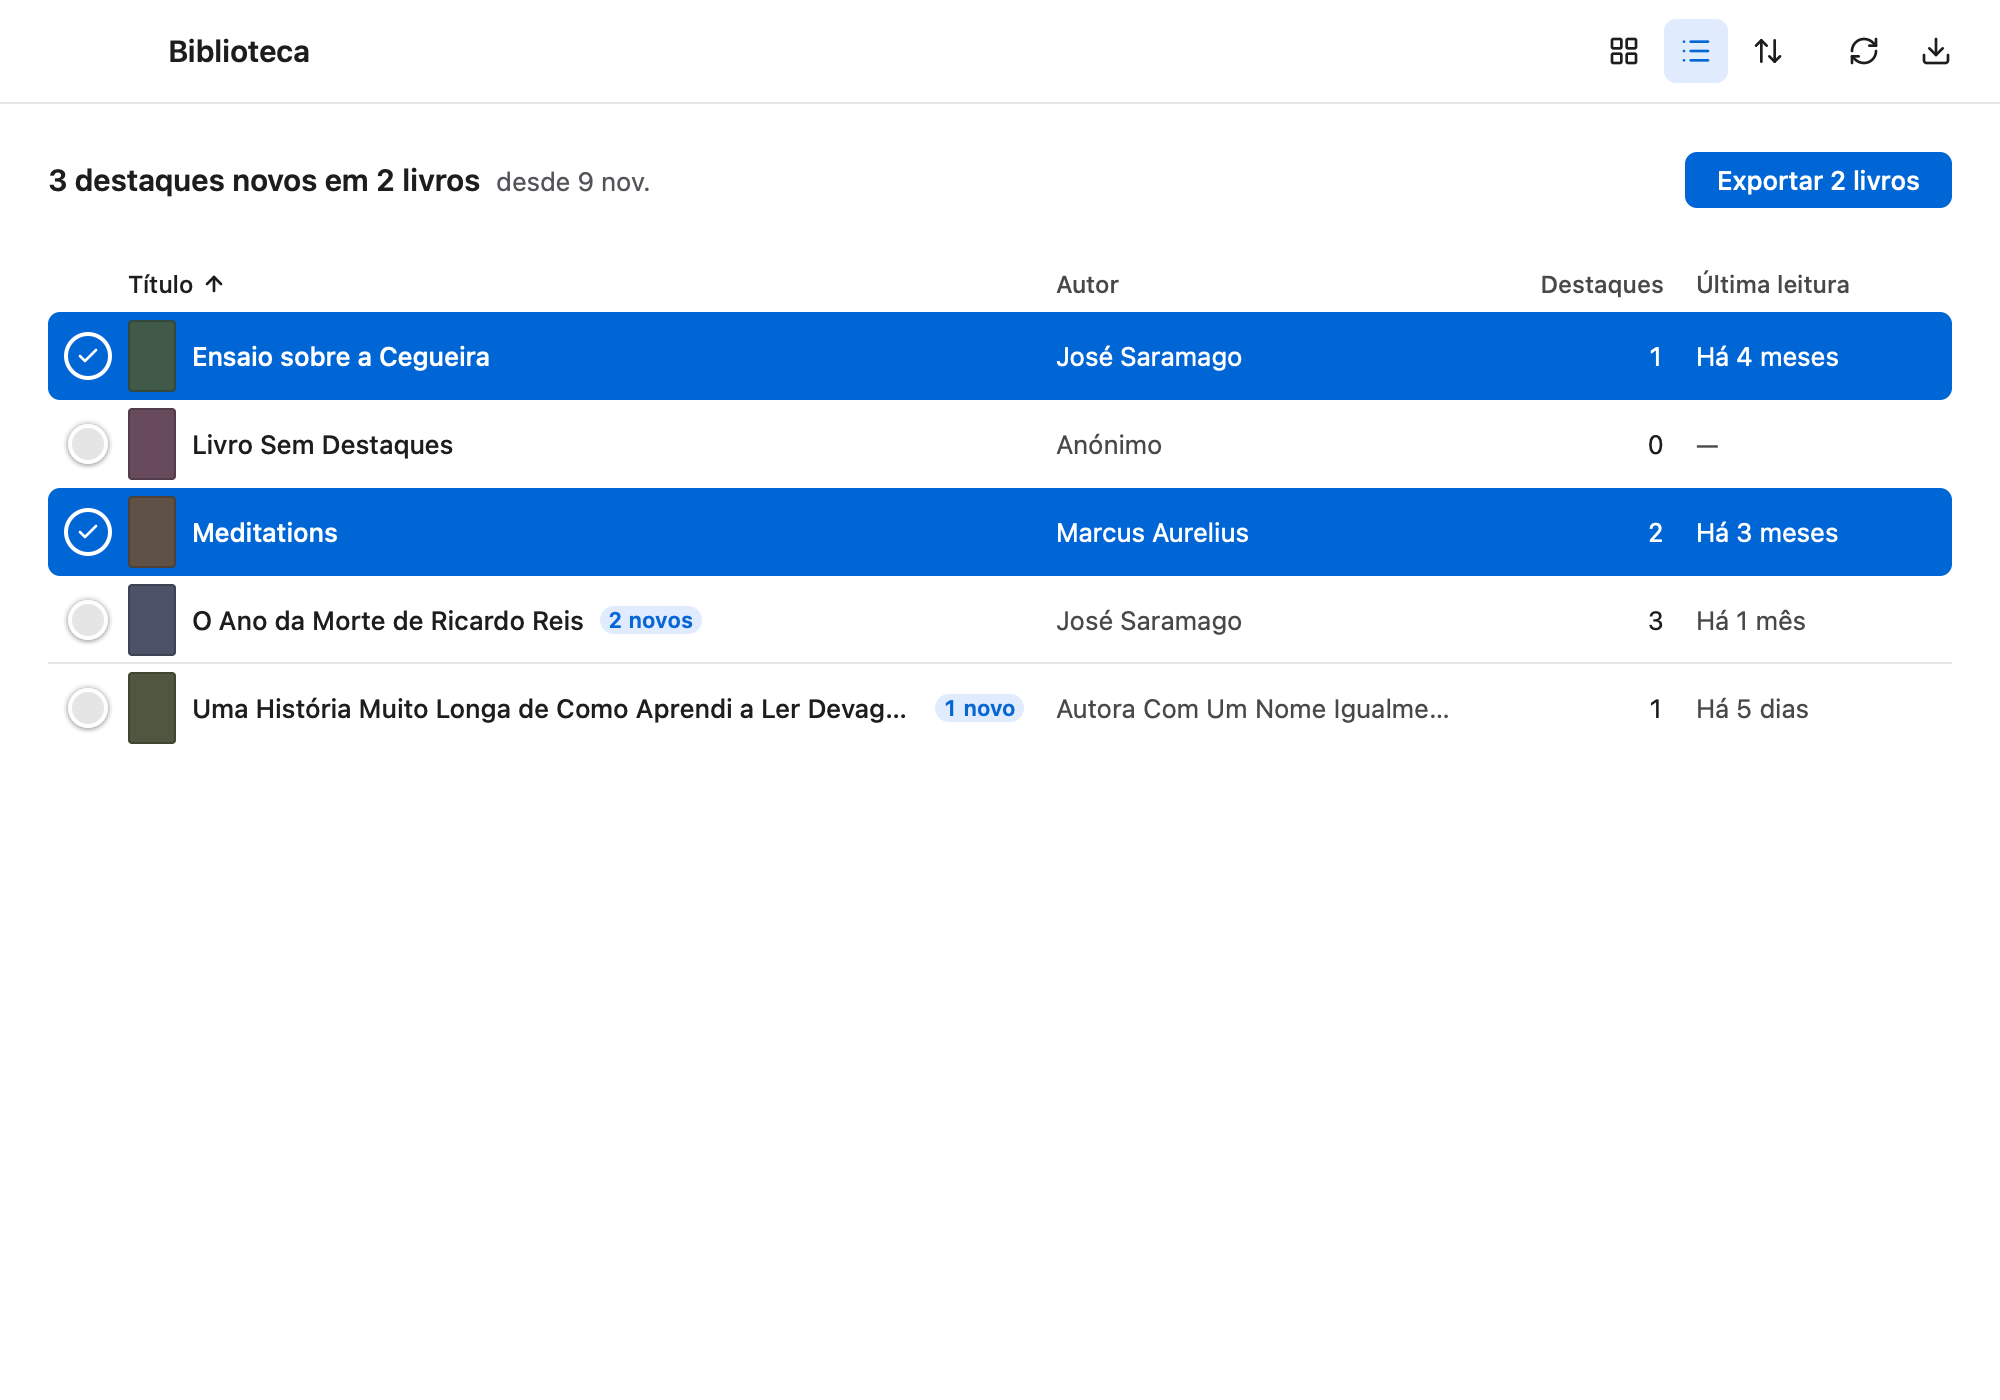 Biblioteca
3 destaques novos em 2 livros desde 9 nov.
Exportar 2 livros
Título Autor Destaques Última leitura
Ensaio sobre a Cegueira José Saramago 1 Há 4 meses
Livro Sem Destaques Anónimo 0 —
Meditations Marcus Aurelius 2 Há 3 meses
O Ano da Morte de Ricardo Reis 2 novos José Saramago 3 Há 1 mês
Uma História Muito Longa de Como Aprendi a Ler Devag... 1 novo Autora Com Um Nome Igualme... 1 Há 5 dias